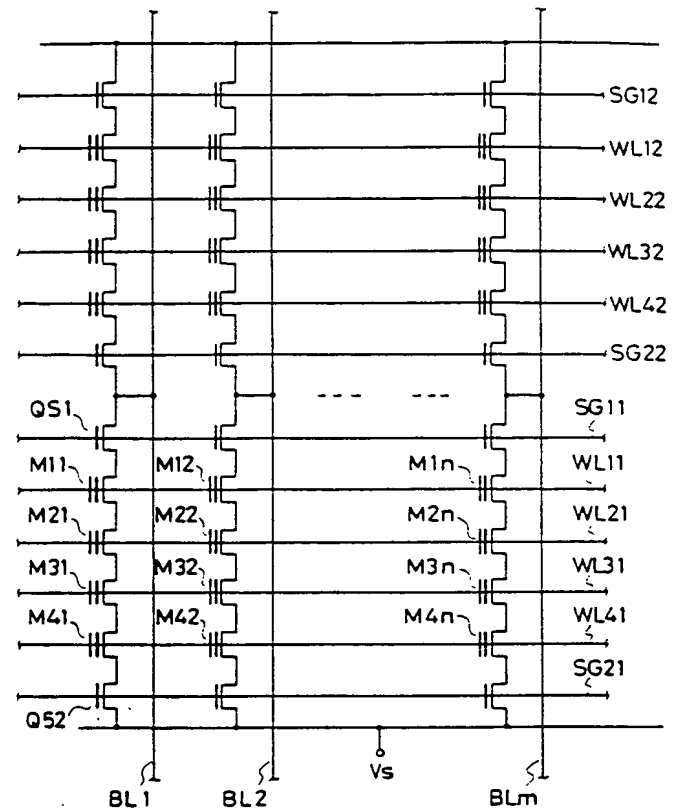 SG12
WL12
WL22
WL32
WL42
SG22
QS1
SG11
M11 M12 M1n WL11
M21 M22 M2n WL21
M31 M32 M3n WL31
M41 M42 M4n WL41
SG21
Q52
Vs
BL1 BL2 BLm